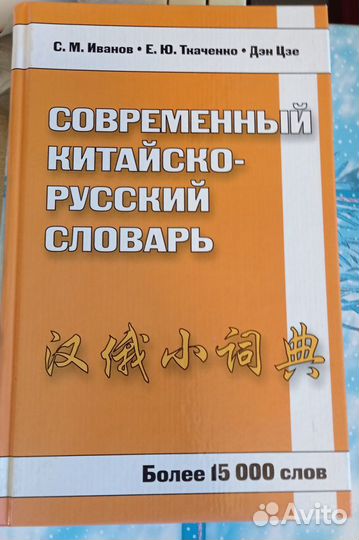 С. М. Иванов • Е. Ю. Ткаченко • Дэн Цзе
СОВРЕМЕННЫЙ
КИТАЙСКО-
РУССКИЙ
СЛОВАРЬ
汉俄小词典
Более 15 000 слов
Avito